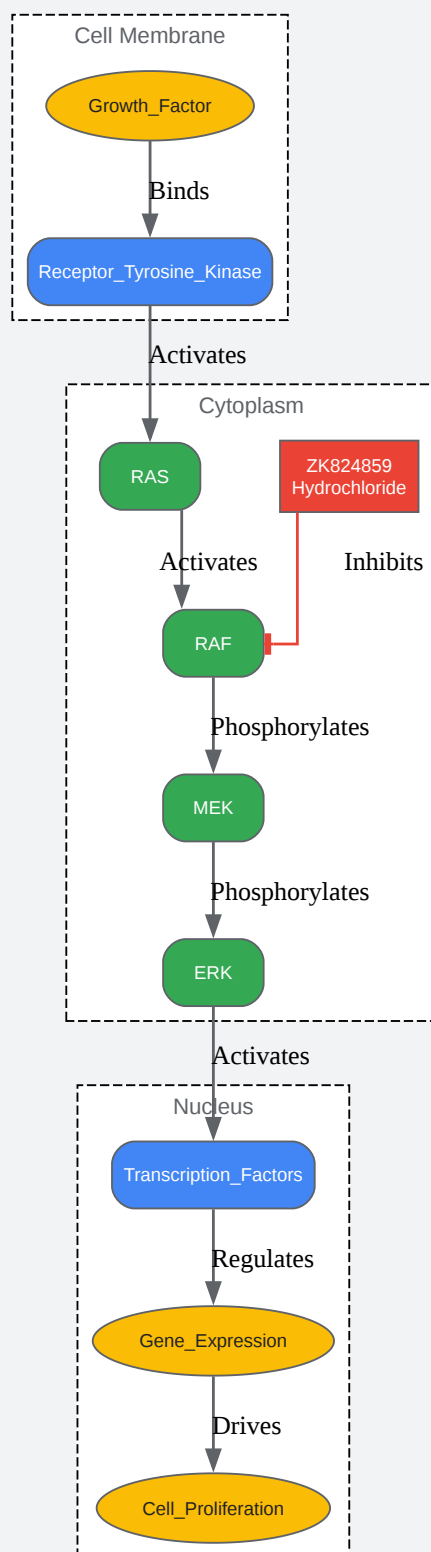 Cell Membrane
Growth_Factor
Binds
Receptor_Tyrosine_Kinase
Activates
Cytoplasm
RAS
ZK824859
Hydrochloride
Activates
Inhibits
RAF
Phosphorylates
MEK
Phosphorylates
ERK
Activates
Nucleus
Transcription_Factors
Regulates
Gene_Expression
Drives
Cell_Proliferation